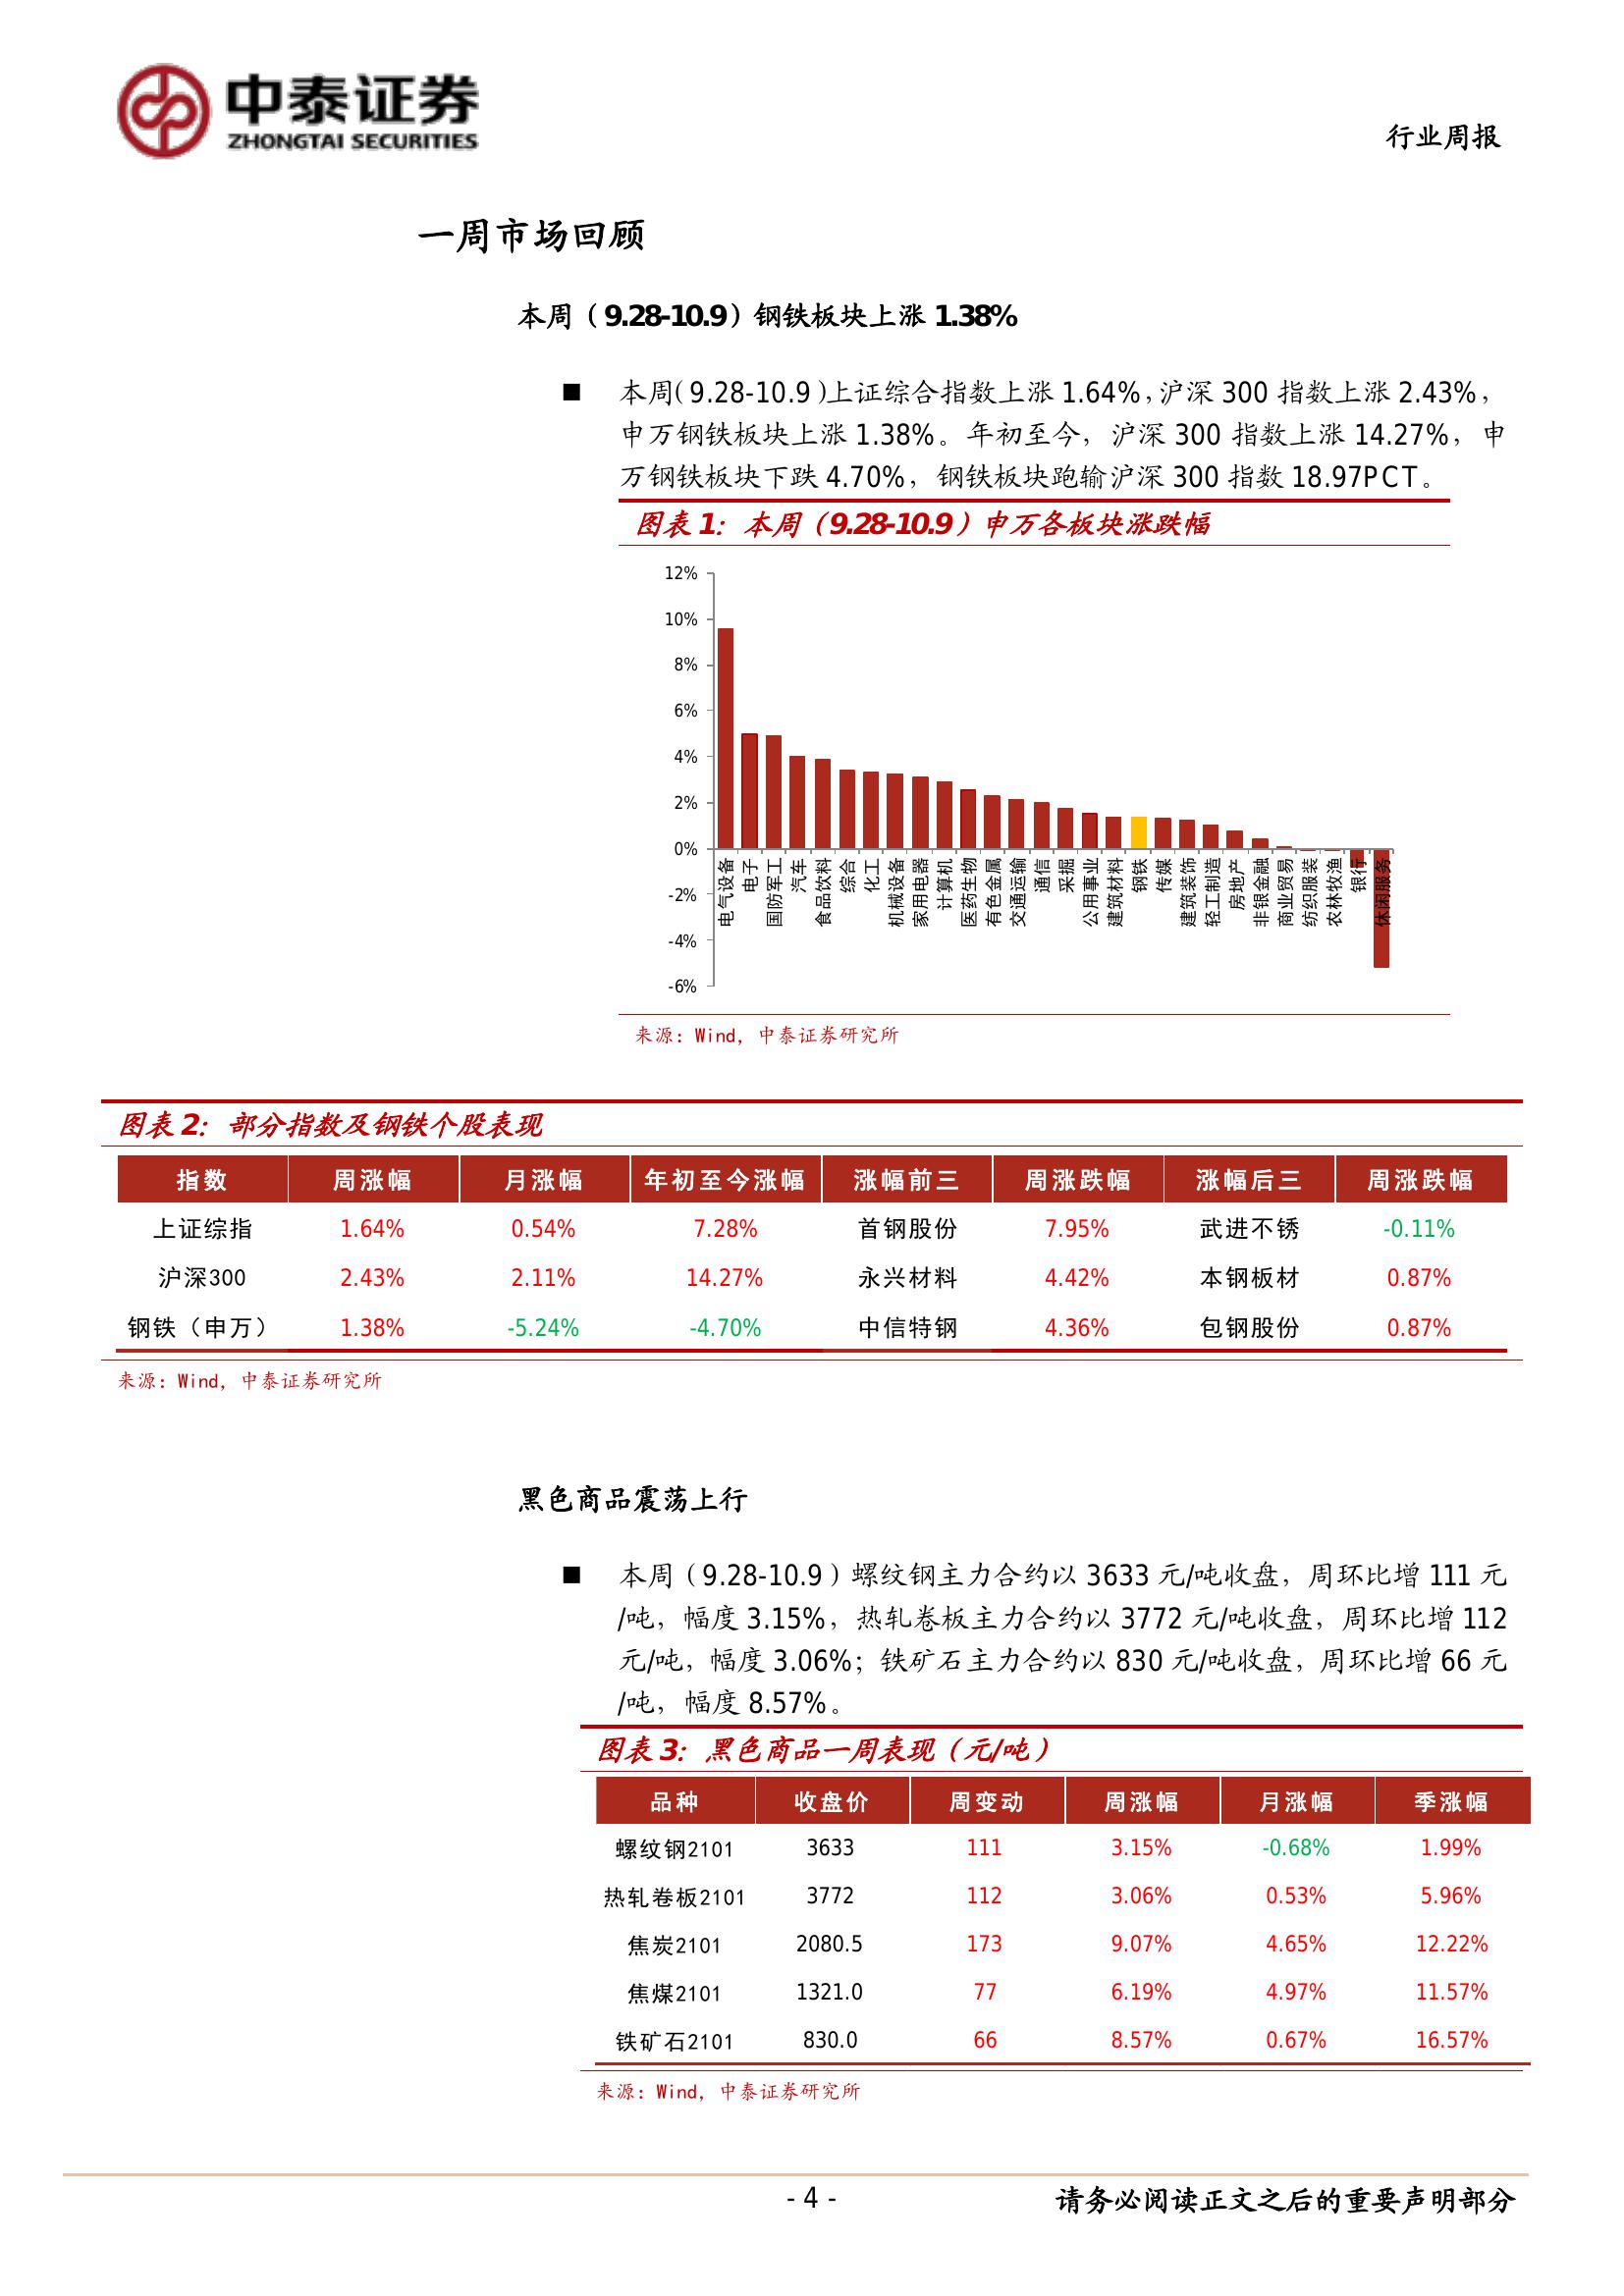 中泰证券
ZHONGTAI SECURITIES
行业周报
一周市场回顾
本周（9.28-10.9）钢铁板块上涨 1.38%
■ 本周（9.28-10.9）上证综合指数上涨 1.64%，沪深 300 指数上涨 2.43%，
申万钢铁板块上涨 1.38%。年初至今，沪深 300 指数上涨 14.27%，申
万钢铁板块下跌 4.70%，钢铁板块跑输沪深 300 指数 18.97PCT。
图表 1：本周（9.28-10.9）申万各板块涨跌幅
12%
10%
8%
6%
4%
2%
0%
-2%
-4%
-6%
电气设备 电子 国防军工 汽车 食品饮料 综合 化工 机械设备 家用电器 计算机 医药生物 有色金属 交通运输 通信 采掘 公用事业 建筑材料 钢铁 传媒 建筑装饰 轻工制造 房地产 非银金融 商业贸易 纺织服装 农林牧渔 银行 休闲服务
来源：Wind，中泰证券研究所
图表 2：部分指数及钢铁个股表现
指数 周涨幅 月涨幅 年初至今涨幅 涨幅前三 周涨跌幅 涨幅后三 周涨跌幅
上证综指 1.64% 0.54% 7.28% 首钢股份 7.95% 武进不锈 -0.11%
沪深300 2.43% 2.11% 14.27% 永兴材料 4.42% 本钢板材 0.87%
钢铁（申万） 1.38% -5.24% -4.70% 中信特钢 4.36% 包钢股份 0.87%
来源：Wind，中泰证券研究所
黑色商品震荡上行
■ 本周（9.28-10.9）螺纹钢主力合约以 3633 元/吨收盘，周环比增 111 元
/吨，幅度 3.15%，热轧卷板主力合约以 3772 元/吨收盘，周环比增 112
元/吨，幅度 3.06%；铁矿石主力合约以 830 元/吨收盘，周环比增 66 元
/吨，幅度 8.57%。
图表 3：黑色商品一周表现（元/吨）
品种 收盘价 周变动 周涨幅 月涨幅 季涨幅
螺纹钢2101 3633 111 3.15% -0.68% 1.99%
热轧卷板2101 3772 112 3.06% 0.53% 5.96%
焦炭2101 2080.5 173 9.07% 4.65% 12.22%
焦煤2101 1321.0 77 6.19% 4.97% 11.57%
铁矿石2101 830.0 66 8.57% 0.67% 16.57%
来源：Wind，中泰证券研究所
- 4 -
请务必阅读正文之后的重要声明部分